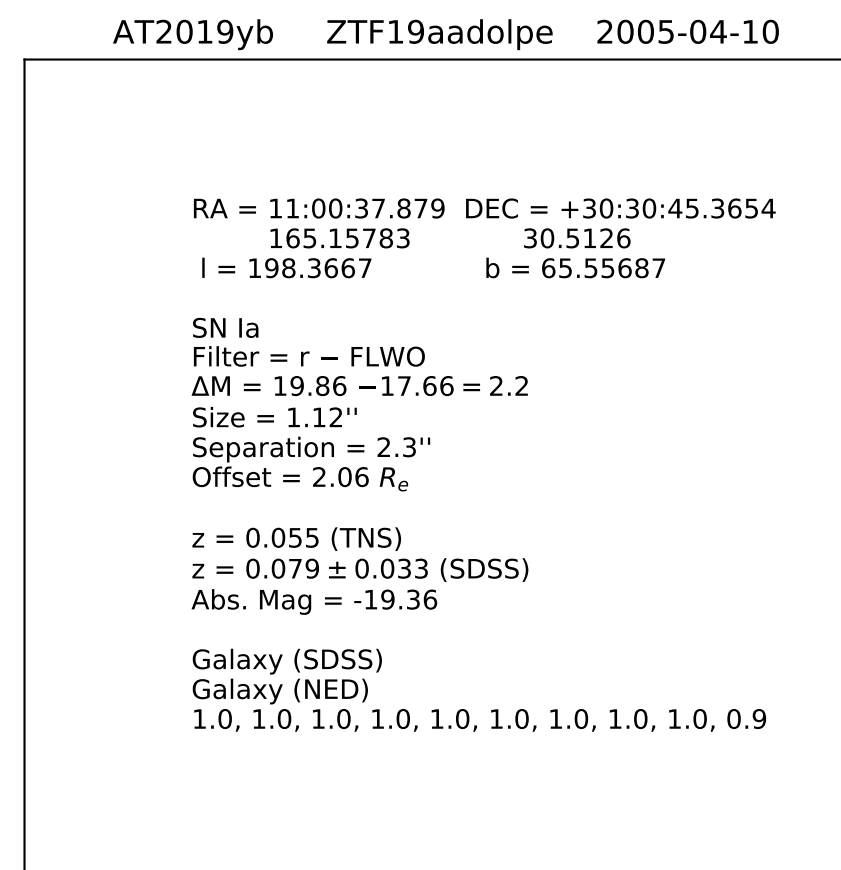 AT2019yb ZTF19aadolpe 2005-04-10
RA = 11:00:37.879 DEC = +30:30:45.3654
165.15783 30.5126
l = 198.3667 b = 65.55687
SN Ia
Filter = r − FLWO
ΔM = 19.86 −17.66 = 2.2
Size = 1.12''
Separation = 2.3''
Offset = 2.06 Re
z = 0.055 (TNS)
z = 0.079 ± 0.033 (SDSS)
Abs. Mag = -19.36
Galaxy (SDSS)
Galaxy (NED)
1.0, 1.0, 1.0, 1.0, 1.0, 1.0, 1.0, 1.0, 1.0, 0.9